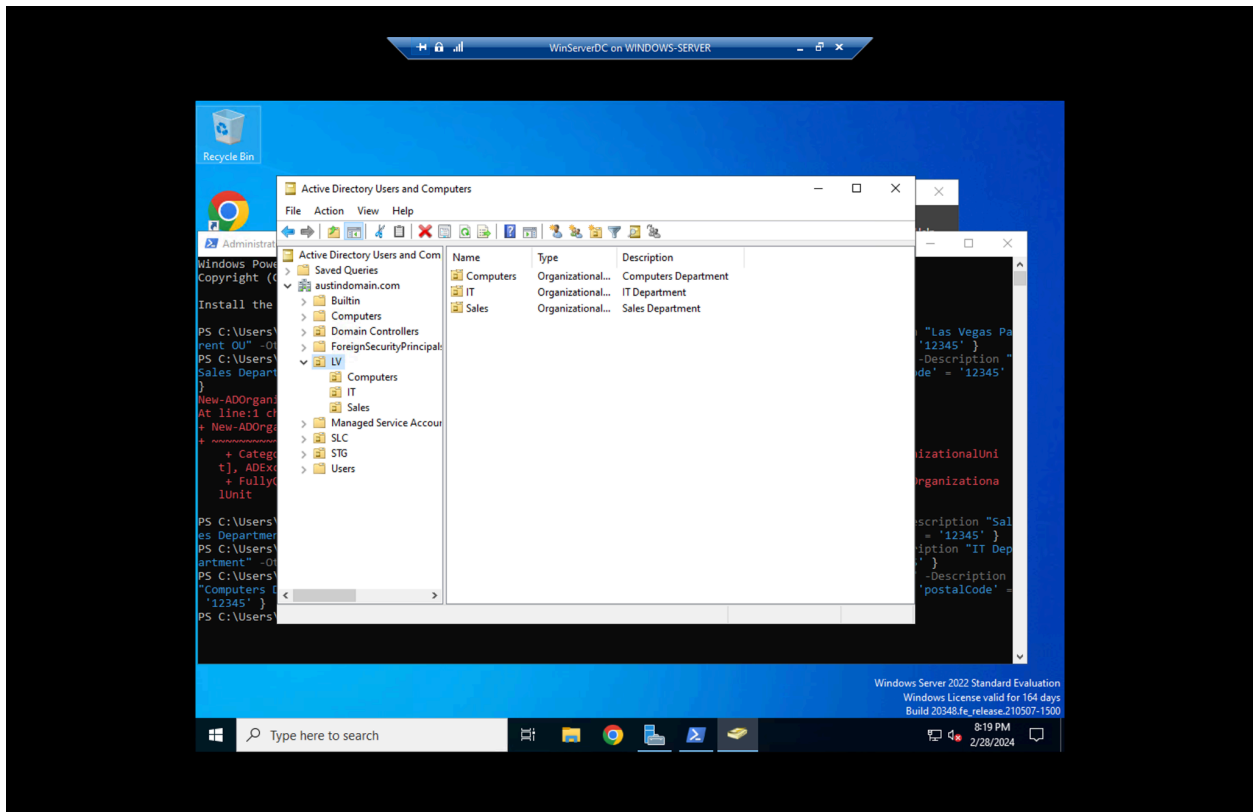 WinServerDC on WINDOWS-SERVER
Recycle Bin
Active Directory Users and Computers
File Action View Help
Administrat
Active Directory Users and Com
Saved Queries
austindomain.com
Builtin
Computers
Domain Controllers
ForeignSecurityPrincipals
LV
Computers
IT
Sales
Managed Service Accour
SLC
STG
Users
Name Type Description
Computers Organizational... Computers Department
IT Organizational... IT Department
Sales Organizational... Sales Department
Windows Powe
Copyright (C
Install the
PS C:\Users\ "Las Vegas Pa
rent OU" -Ot '12345' }
PS C:\Users\ -Description "
Sales Depart de' = '12345'
}
New-ADOrgani
At line:1 ch
+ New-ADOrga
+ ~~~~~~~~~~
+ Catego izationalUni
t], ADExc
+ FullyQ rganizationa
lUnit
PS C:\Users\ scription "Sal
es Departmen = '12345' }
PS C:\Users\ iption "IT Dep
artment" -Ot ' }
PS C:\Users\ -Description
"Computers D 'postalCode' =
'12345' }
PS C:\Users\
Windows Server 2022 Standard Evaluation
Windows License valid for 164 days
Build 20348.fe_release.210507-1500
Type here to search
8:19 PM
2/28/2024